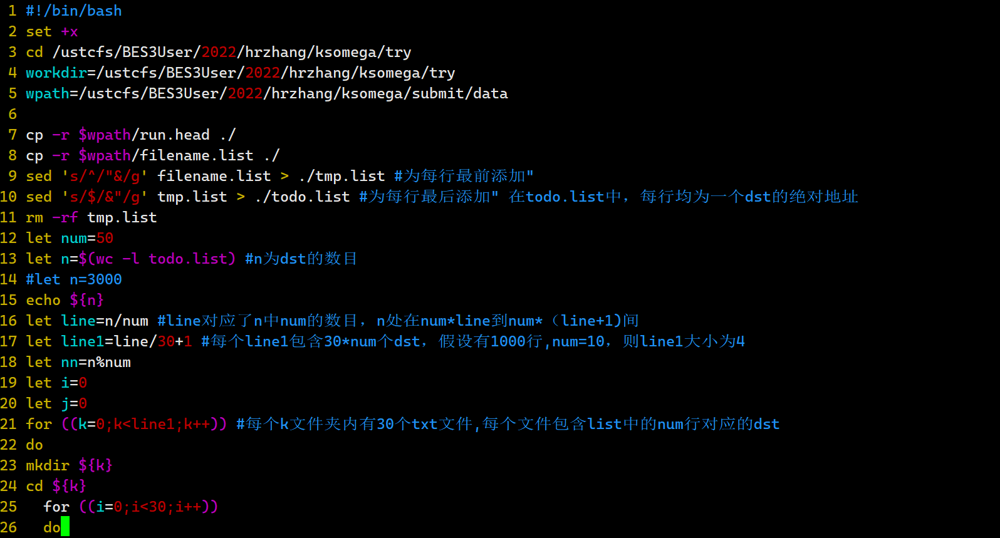 1 #!/bin/bash
2 set +x
3 cd /ustcfs/BES3User/2022/hrzhang/ksomega/try
4 workdir=/ustcfs/BES3User/2022/hrzhang/ksomega/try
5 wpath=/ustcfs/BES3User/2022/hrzhang/ksomega/submit/data
6
7 cp -r $wpath/run.head ./
8 cp -r $wpath/filename.list ./
9 sed 's/^/"&/g' filename.list > ./tmp.list #为每行最前添加"
10 sed 's/$/&"/g' tmp.list > ./todo.list #为每行最后添加" 在todo.list中，每行均为一个dst的绝对地址
11 rm -rf tmp.list
12 let num=50
13 let n=$(wc -l todo.list) #n为dst的数目
14 #let n=3000
15 echo ${n}
16 let line=n/num #line对应了n中num的数目，n处在num*line到num*（line+1)间
17 let line1=line/30+1 #每个line1包含30*num个dst，假设有1000行,num=10，则line1大小为4
18 let nn=n%num
19 let i=0
20 let j=0
21 for ((k=0;k<line1;k++)) #每个k文件夹内有30个txt文件,每个文件包含list中的num行对应的dst
22 do
23 mkdir ${k}
24 cd ${k}
25   for ((i=0;i<30;i++))
26   do